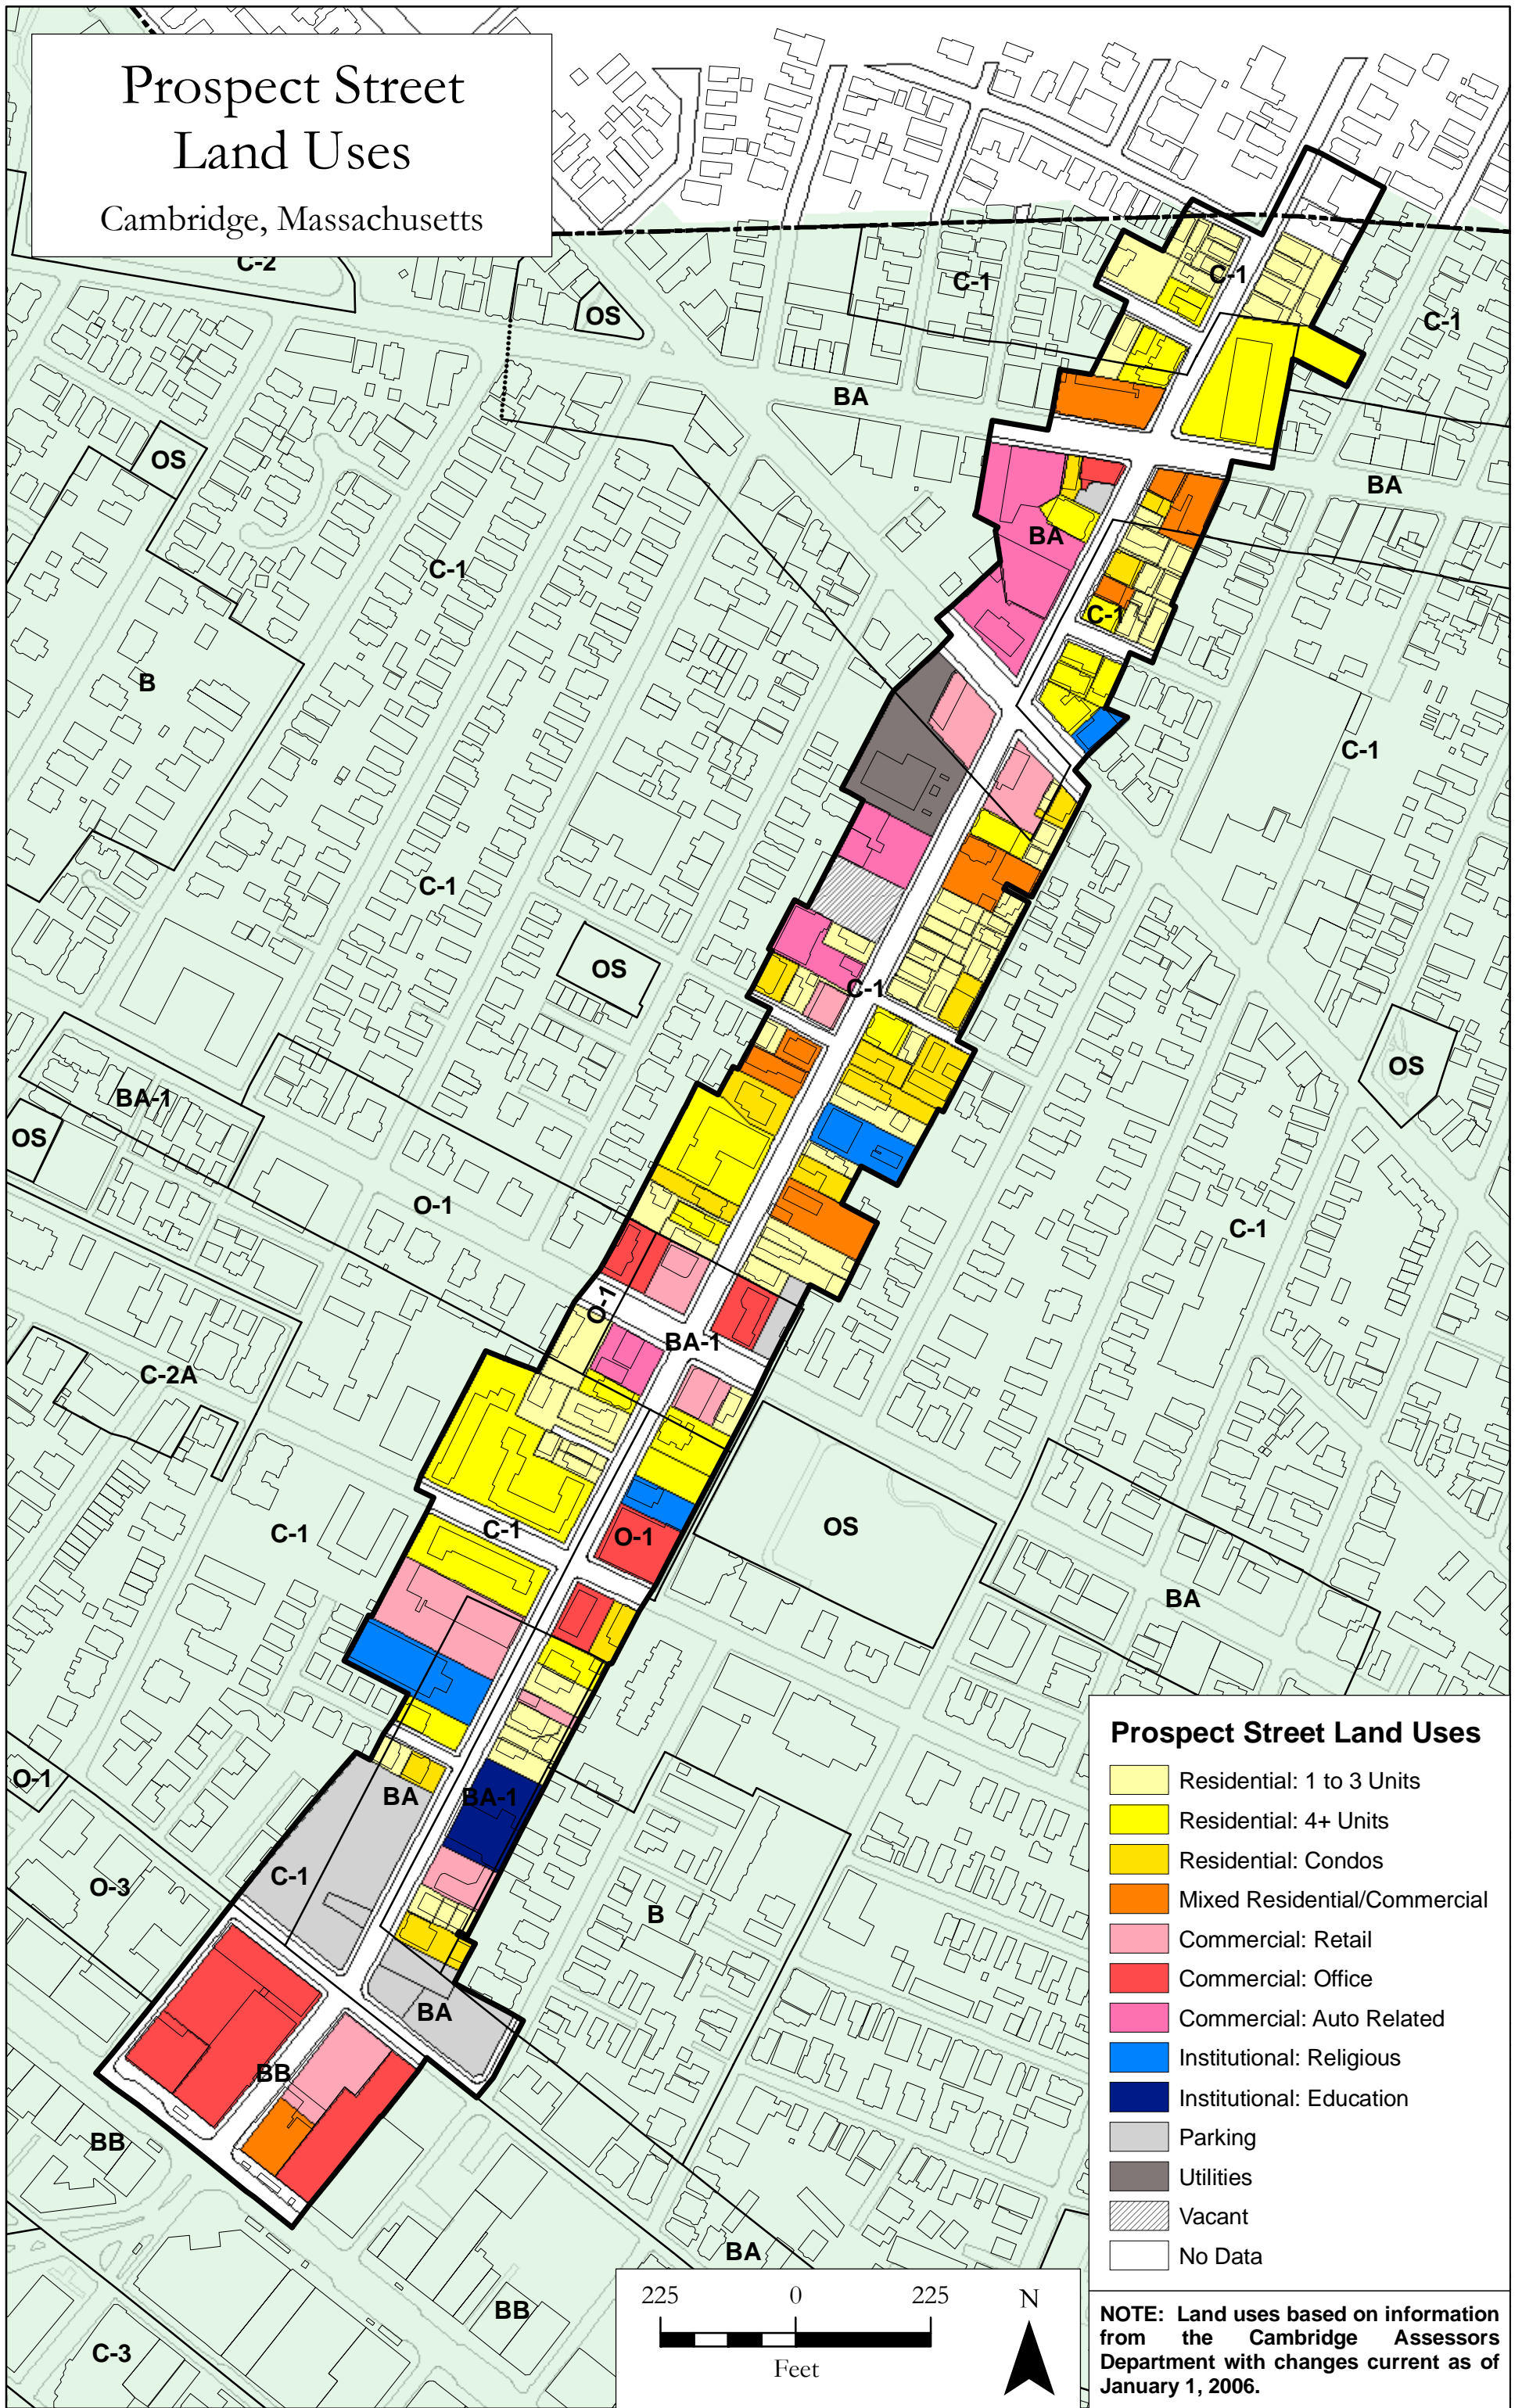 Prospect Street
Land Uses
Cambridge, Massachusetts
C-2
OS
C-1
C-1
C-1
BA
OS
BA
BA
C-1
C-1
B
C-1
C-1
OS
C-1
OS
BA-1
OS
O-1
C-1
O-1
BA-1
C-2A
C-1
C-1
O-1
OS
BA
O-1
BA
BA-1
C-1
O-3
B
BA
BB
BB
BA
BB
C-3
Prospect Street Land Uses
Residential: 1 to 3 Units
Residential: 4+ Units
Residential: Condos
Mixed Residential/Commercial
Commercial: Retail
Commercial: Office
Commercial: Auto Related
Institutional: Religious
Institutional: Education
Parking
Utilities
Vacant
No Data
225 0 225
Feet
N
NOTE: Land uses based on information
from the Cambridge Assessors
Department with changes current as of
January 1, 2006.